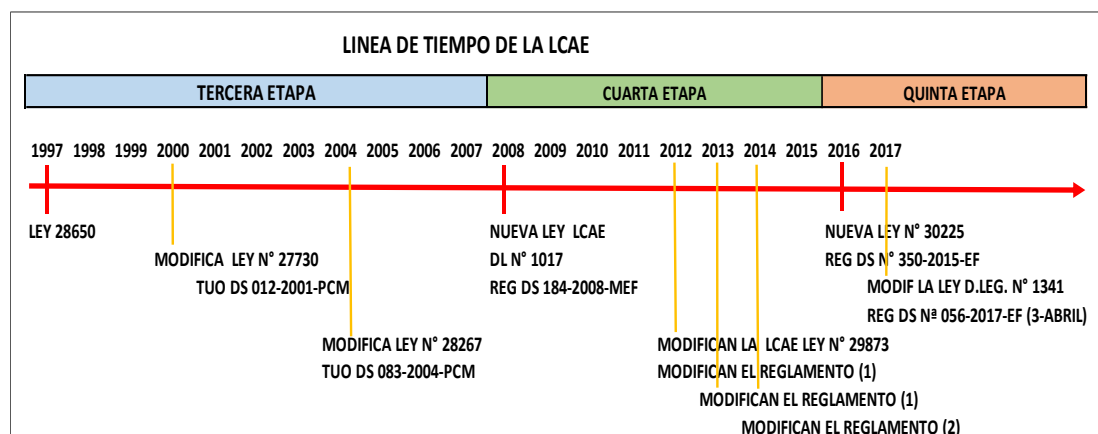 LINEA DE TIEMPO DE LA LCAE
TERCERA ETAPA CUARTA ETAPA QUINTA ETAPA
1997 1998 1999 2000 2001 2002 2003 2004 2005 2006 2007 2008 2009 2010 2011 2012 2013 2014 2015 2016 2017
LEY 28650
MODIFICA LEY N° 27730
TUO DS 012-2001-PCM
MODIFICA LEY N° 28267
TUO DS 083-2004-PCM
NUEVA LEY LCAE
DL N° 1017
REG DS 184-2008-MEF
MODIFICAN LA LCAE LEY N° 29873
MODIFICAN EL REGLAMENTO (1)
MODIFICAN EL REGLAMENTO (1)
MODIFICAN EL REGLAMENTO (2)
NUEVA LEY N° 30225
REG DS N° 350-2015-EF
MODIF LA LEY D.LEG. N° 1341
REG DS Nª 056-2017-EF (3-ABRIL)